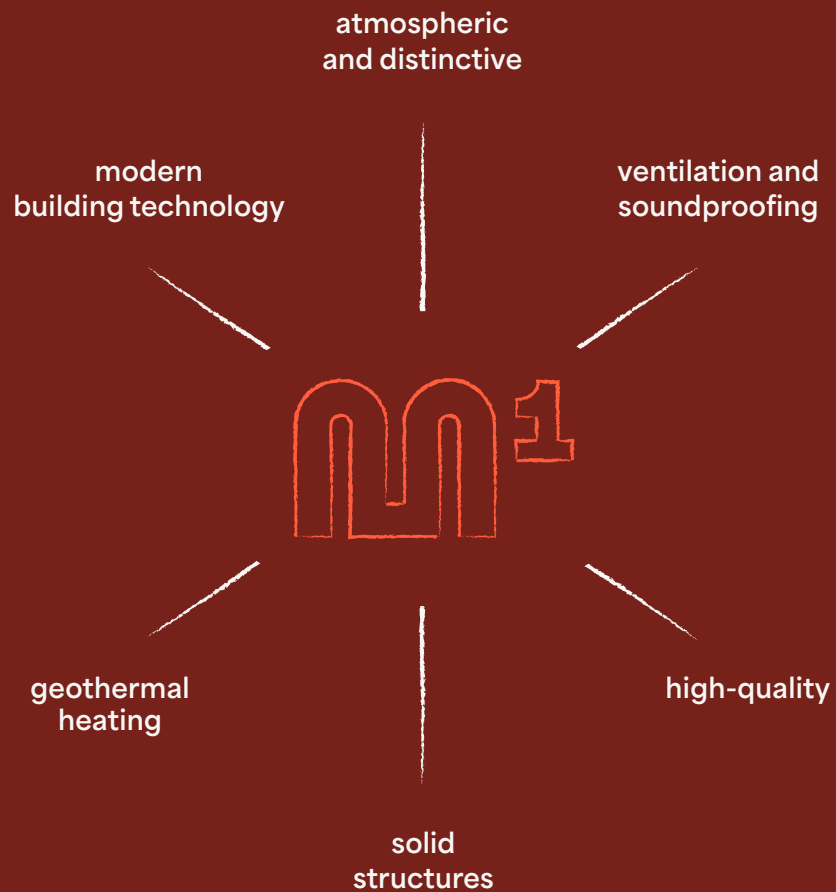 atmospheric
and distinctive
modern
building technology
ventilation and
soundproofing
m1
geothermal
heating
high-quality
solid
structures